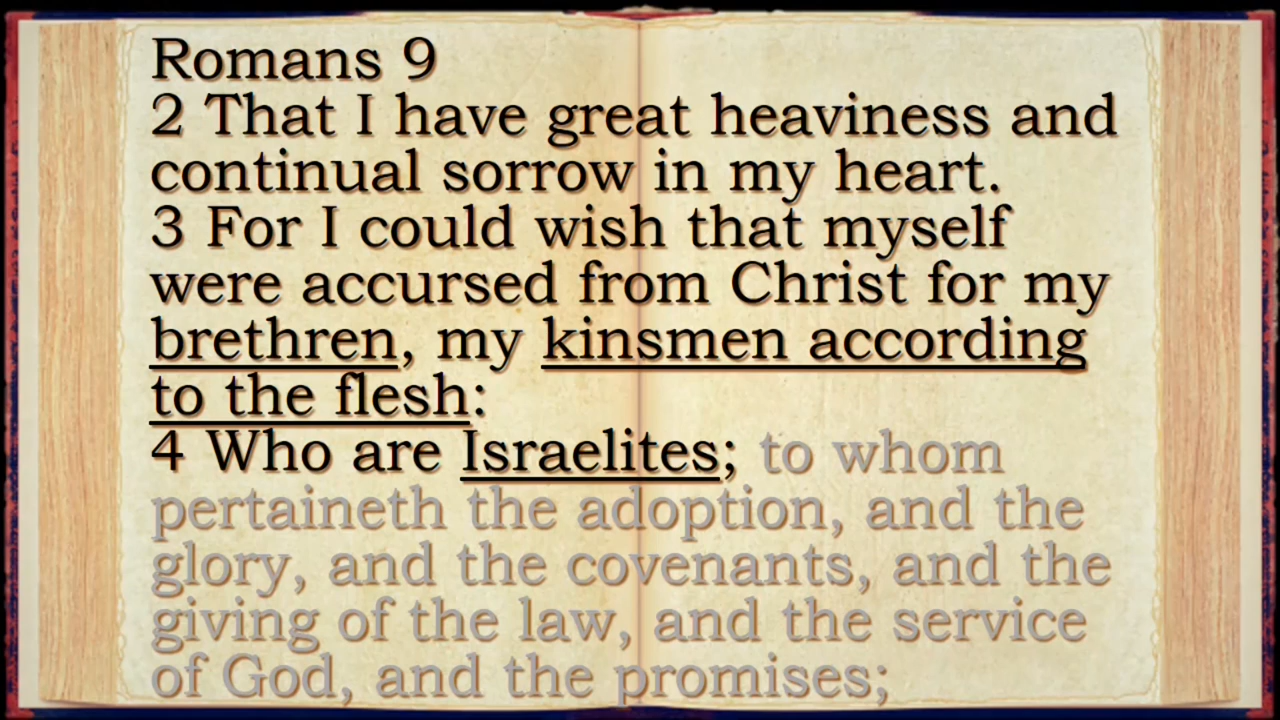 Romans 9
2 That I have great heaviness and
continual sorrow in my heart.
3 For I could wish that myself
were accursed from Christ for my
brethren, my kinsmen according
to the flesh:
4 Who are Israelites; to whom
pertaineth the adoption, and the
glory, and the covenants, and the
giving of the law, and the service
of God, and the promises;